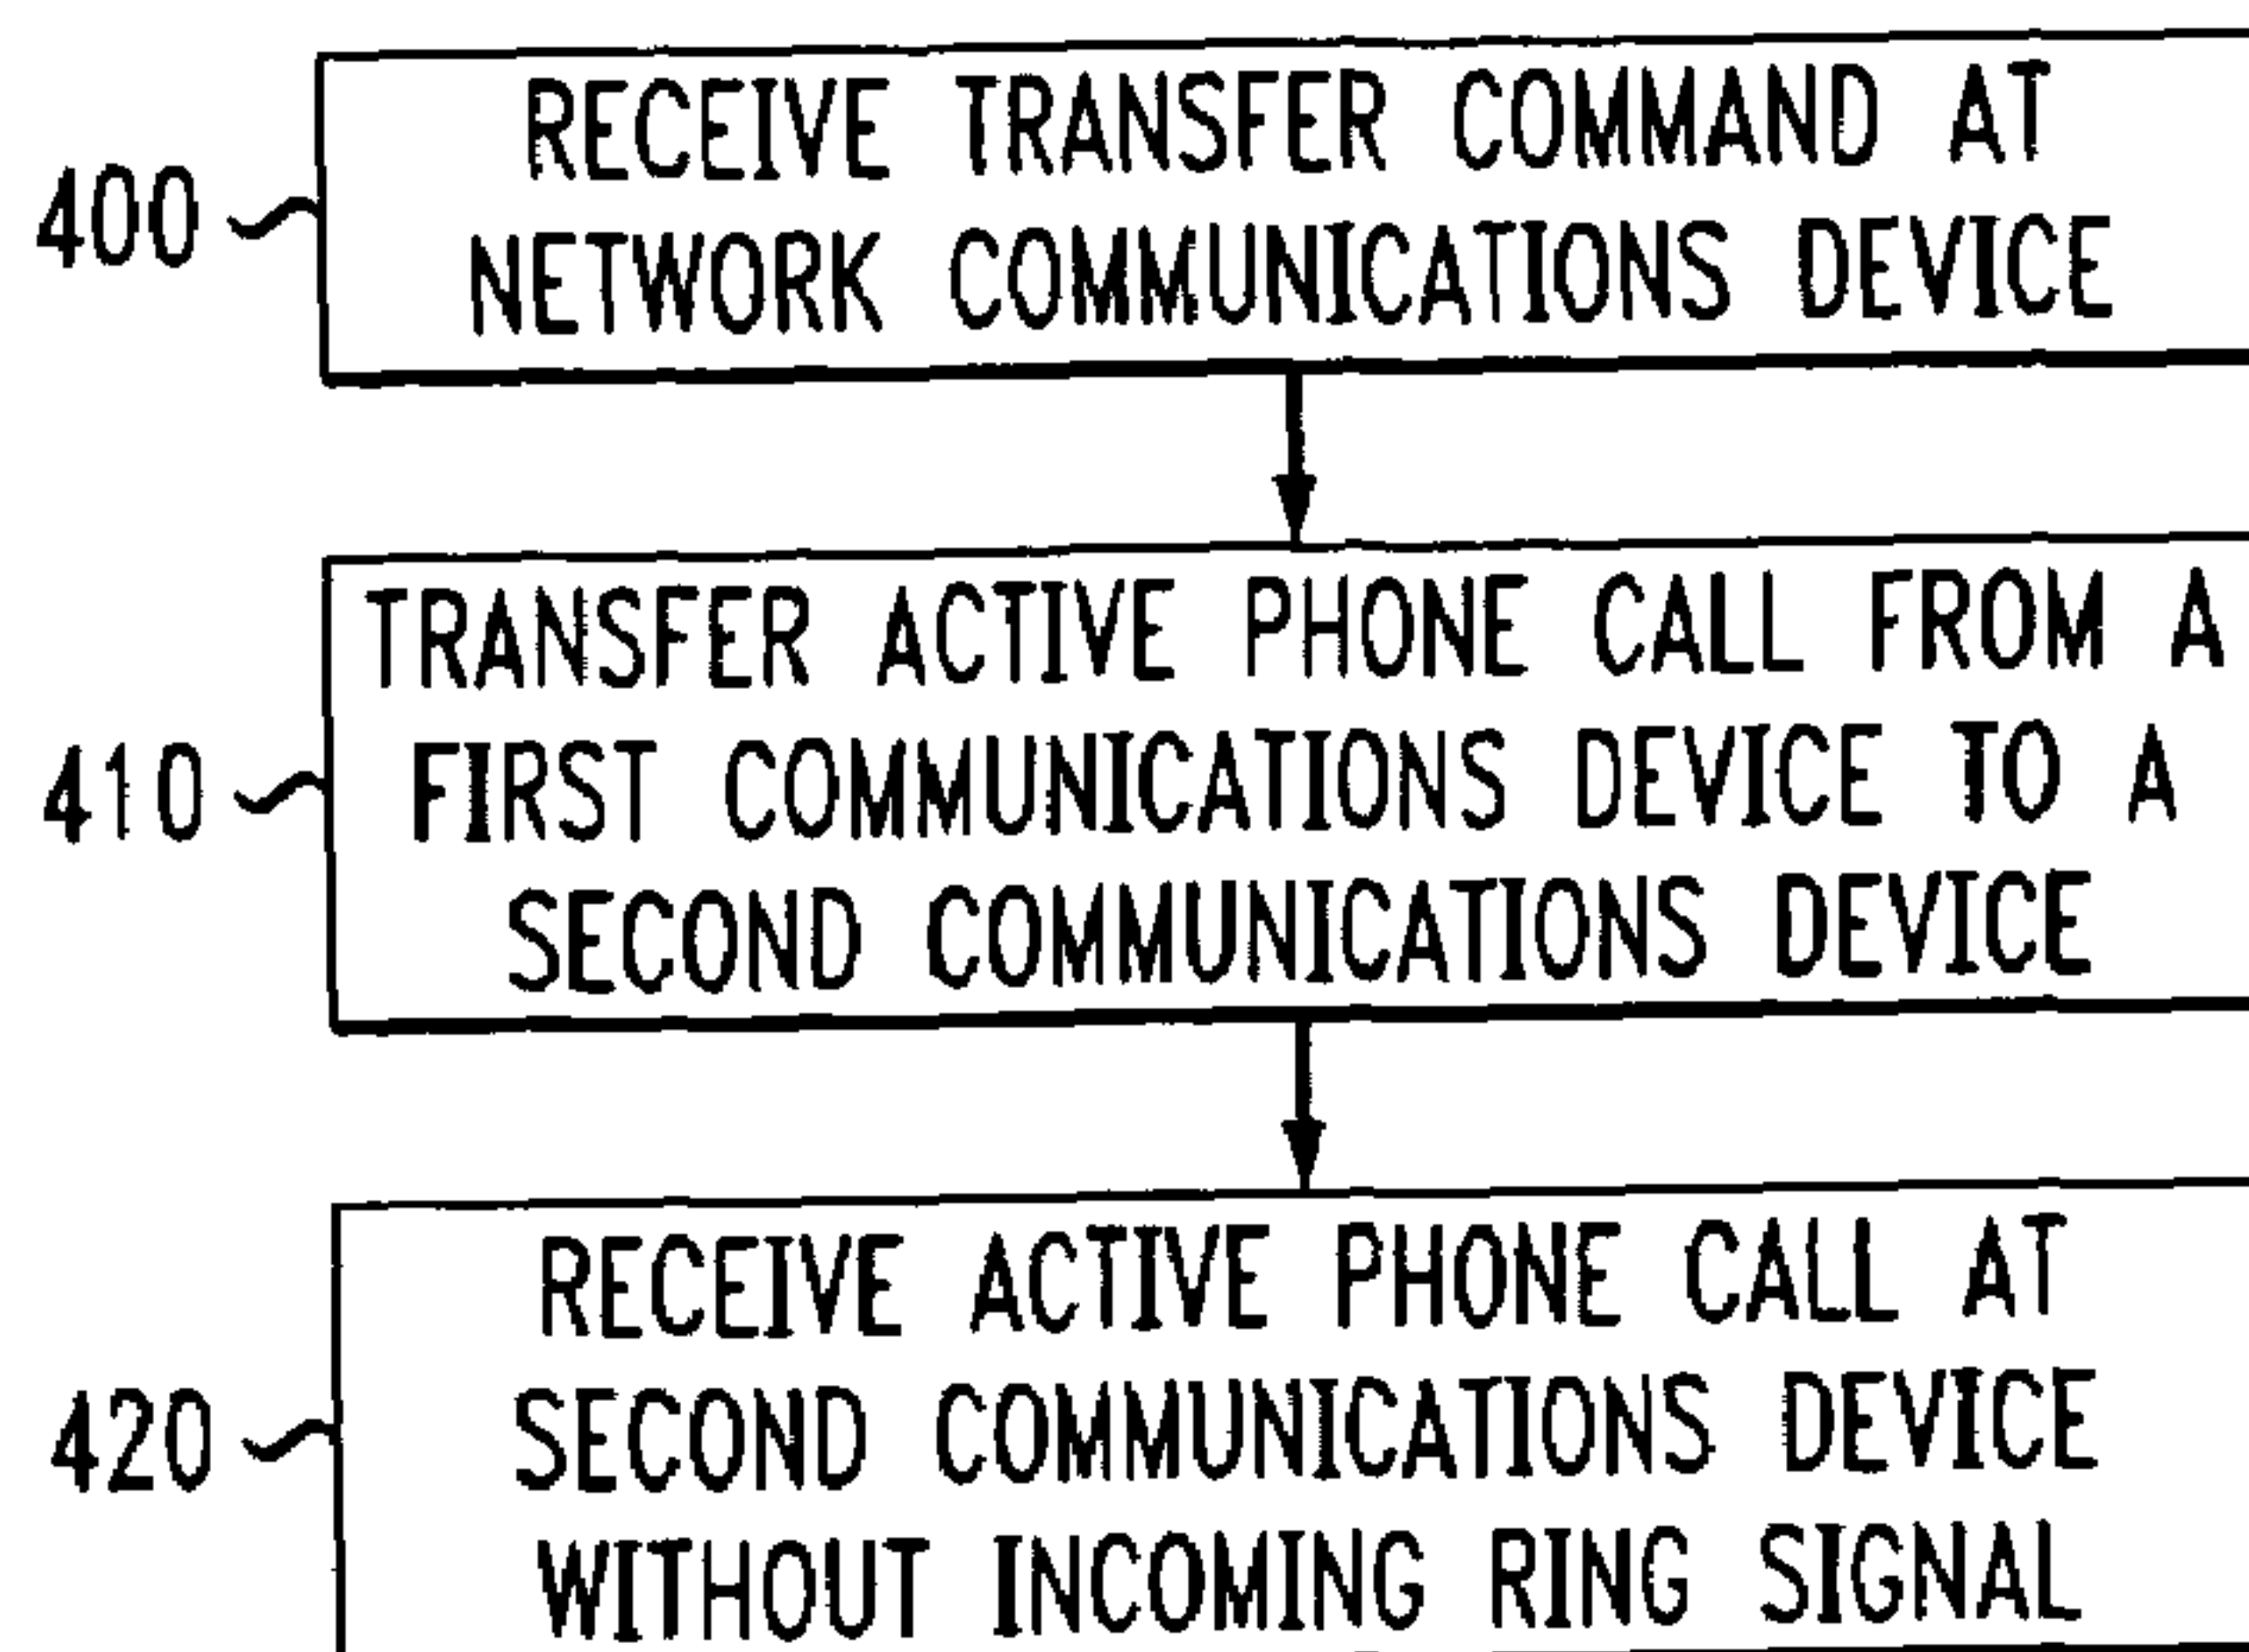 RECEIVE TRANSFER COMMAND AT
400
NETWORK COMMUNICATIONS DEVICE
TRANSFER ACTIVE PHONE CALL FROM A
410
FIRST COMMUNICATIONS DEVICE TO A
SECOND COMMUNICATIONS DEVICE
RECEIVE ACTIVE PHONE CALL AT
420
SECOND COMMUNICATIONS DEVICE
WITHOUT INCOMING RING SIGNAL